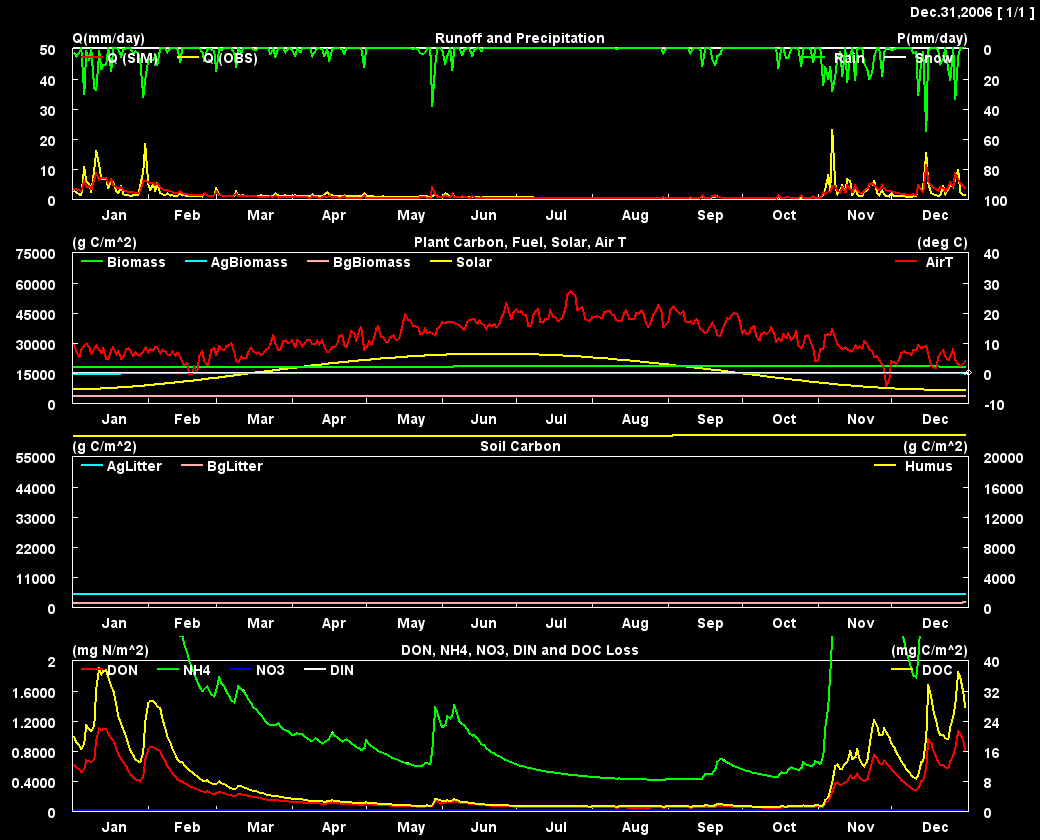 Dec.31,2006 [ 1/1 ]
Q(mm/day) Runoff and Precipitation P(mm/day)
50 0
Q (SIM) Q (OBS) Rain Snow
40 20
30 40
20 60
10 80
0 100
Jan Feb Mar Apr May Jun Jul Aug Sep Oct Nov Dec
(g C/m^2) Plant Carbon, Fuel, Solar, Air T (deg C)
75000 40
Biomass AgBiomass BgBiomass Solar AirT
60000 30
45000 20
30000 10
15000 0
0 -10
Jan Feb Mar Apr May Jun Jul Aug Sep Oct Nov Dec
(g C/m^2) Soil Carbon (g C/m^2)
55000 20000
AgLitter BgLitter Humus
44000 16000
33000 12000
22000 8000
11000 4000
0 0
Jan Feb Mar Apr May Jun Jul Aug Sep Oct Nov Dec
(mg N/m^2) DON, NH4, NO3, DIN and DOC Loss (mg C/m^2)
2 40
DON NH4 NO3 DIN DOC
1.6000 32
1.2000 24
0.8000 16
0.4000 8
0 0
Jan Feb Mar Apr May Jun Jul Aug Sep Oct Nov Dec